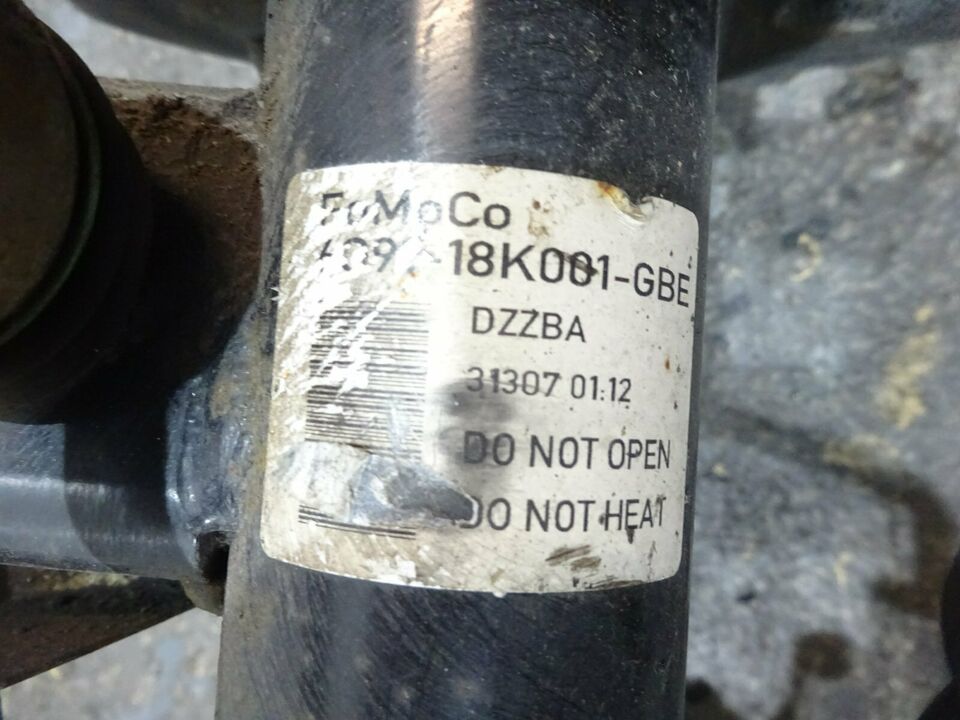 FoMoCo
-18K001-GBE
DZZBA
31307 01:12
DO NOT OPEN
DO NOT HEAT